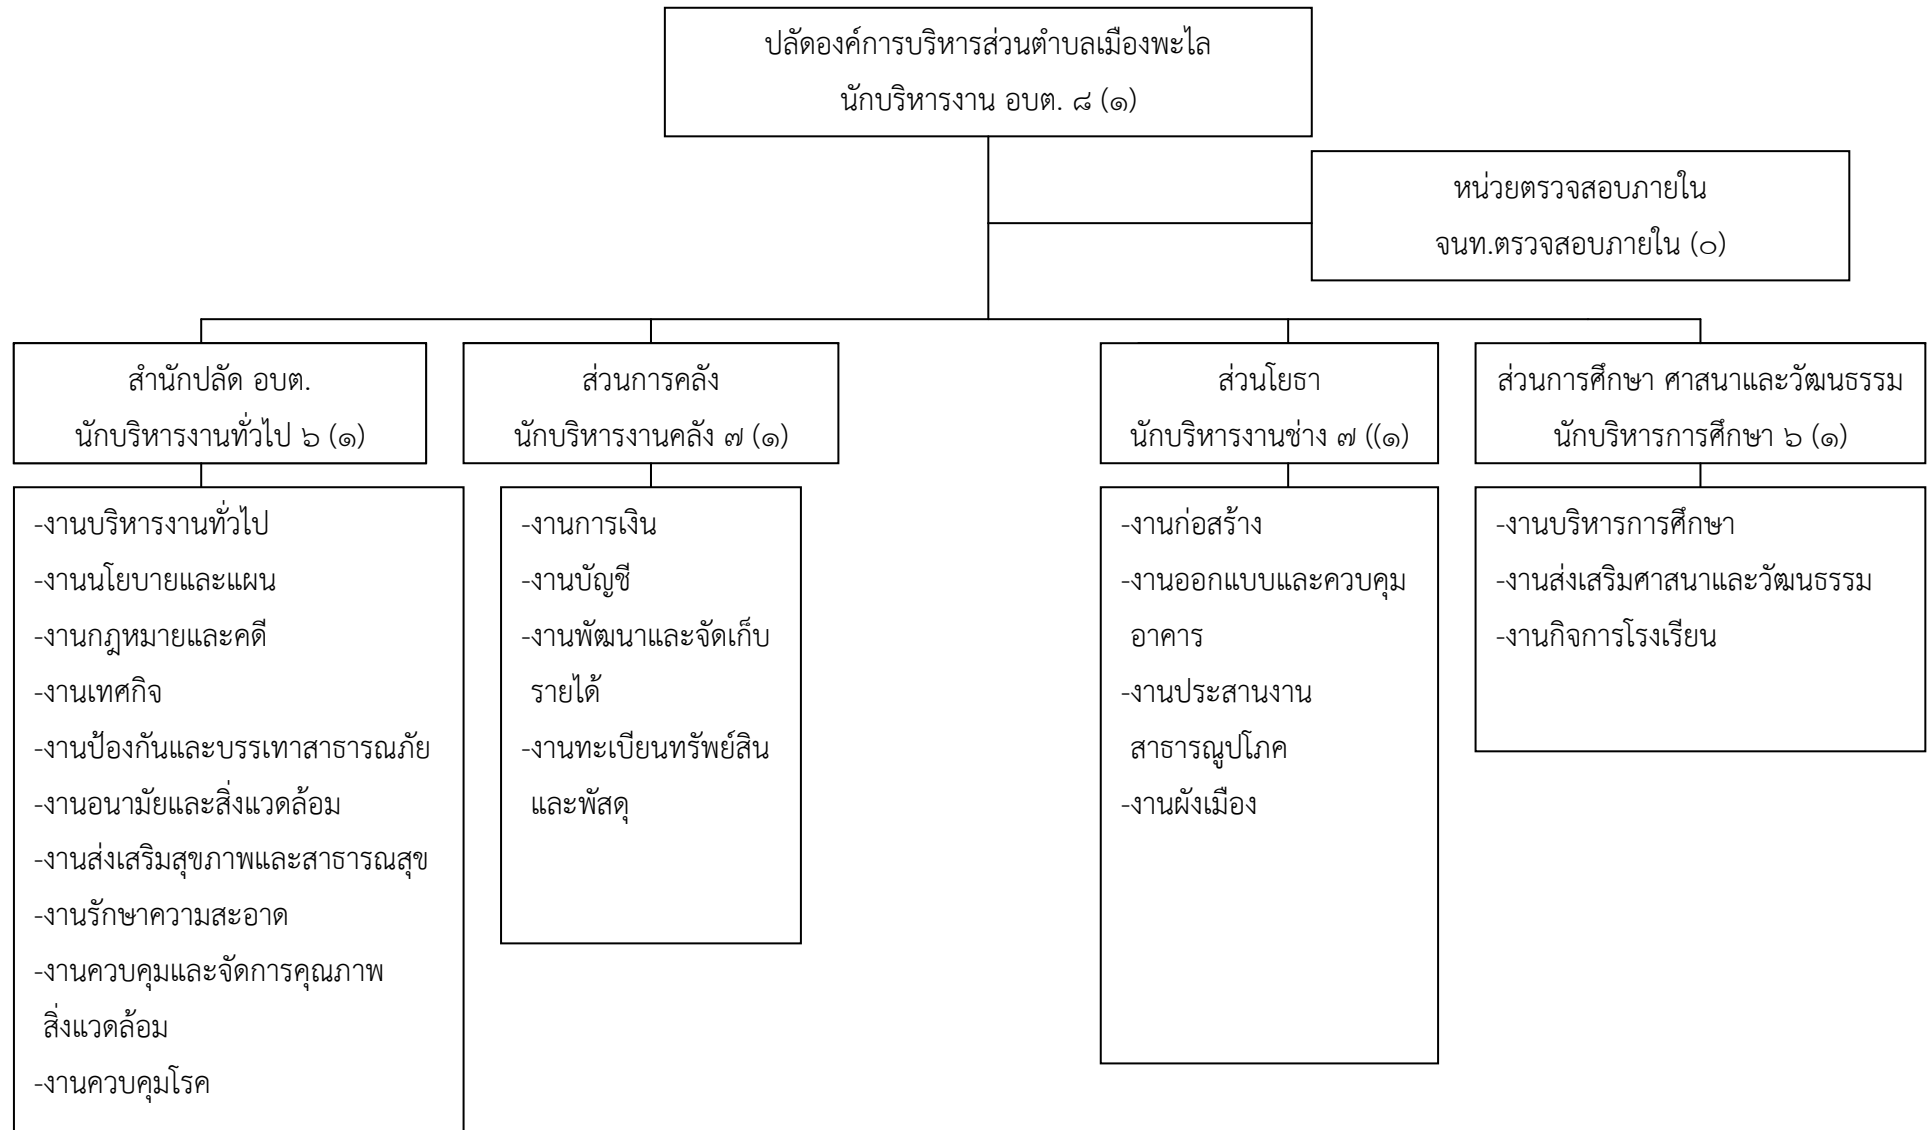 ปลัดองค์การบริหารส่วนตำบลเมืองพะไล
นักบริหารงาน อบต. ๘ (๑)
หน่วยตรวจสอบภายใน
จนท.ตรวจสอบภายใน (๐)
สำนักปลัด อบต.
นักบริหารงานทั่วไป ๖ (๑)
ส่วนการคลัง
นักบริหารงานคลัง ๗ (๑)
ส่วนโยธา
นักบริหารงานช่าง ๗ ((๑)
ส่วนการศึกษา ศาสนาและวัฒนธรรม
นักบริหารการศึกษา ๖ (๑)
-งานบริหารงานทั่วไป
-งานนโยบายและแผน
-งานกฎหมายและคดี
-งานเทศกิจ
-งานป้องกันและบรรเทาสาธารณภัย
-งานอนามัยและสิ่งแวดล้อม
-งานส่งเสริมสุขภาพและสาธารณสุข
-งานรักษาความสะอาด
-งานควบคุมและจัดการคุณภาพ
สิ่งแวดล้อม
-งานควบคุมโรค
-งานการเงิน
-งานบัญชี
-งานพัฒนาและจัดเก็บ
รายได้
-งานทะเบียนทรัพย์สิน
และพัสดุ
-งานก่อสร้าง
-งานออกแบบและควบคุม
อาคาร
-งานประสานงาน
สาธารณูปโภค
-งานผังเมือง
-งานบริหารการศึกษา
-งานส่งเสริมศาสนาและวัฒนธรรม
-งานกิจการโรงเรียน